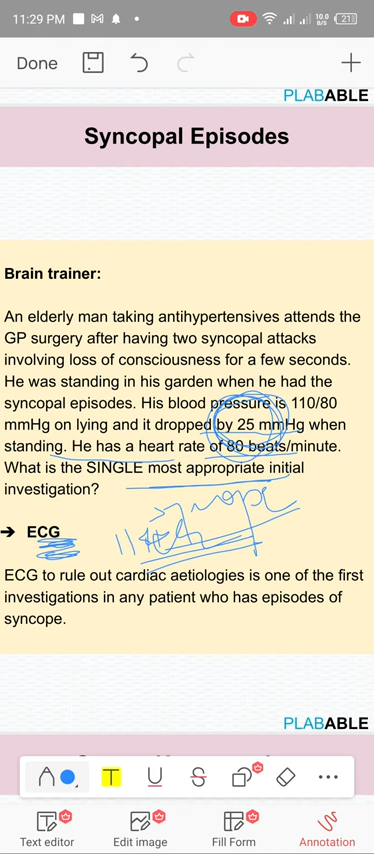 11:29 PM
10.0 B/S
21
Done
PLABABLE
Syncopal Episodes
Brain trainer:
An elderly man taking antihypertensives attends the
GP surgery after having two syncopal attacks
involving loss of consciousness for a few seconds.
He was standing in his garden when he had the
syncopal episodes. His blood pressure is 110/80
mmHg on lying and it dropped by 25 mmHg when
standing. He has a heart rate of 80 beats/minute.
What is the SINGLE most appropriate initial
investigation?
→ ECG
ECG to rule out cardiac aetiologies is one of the first
investigations in any patient who has episodes of
syncope.
PLABABLE
T U S
Text editor Edit image Fill Form Annotation